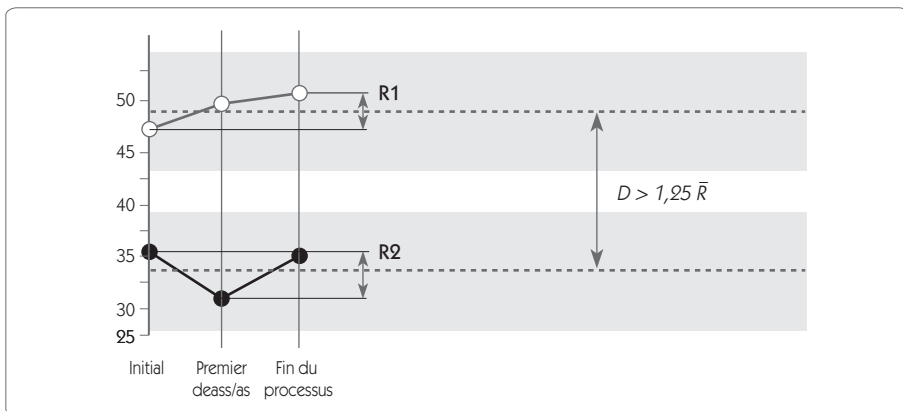 50
45
40
35
30
25
R1
R2
D > 1,25 R̄
Initial
Premier
deass/as
Fin du
processus